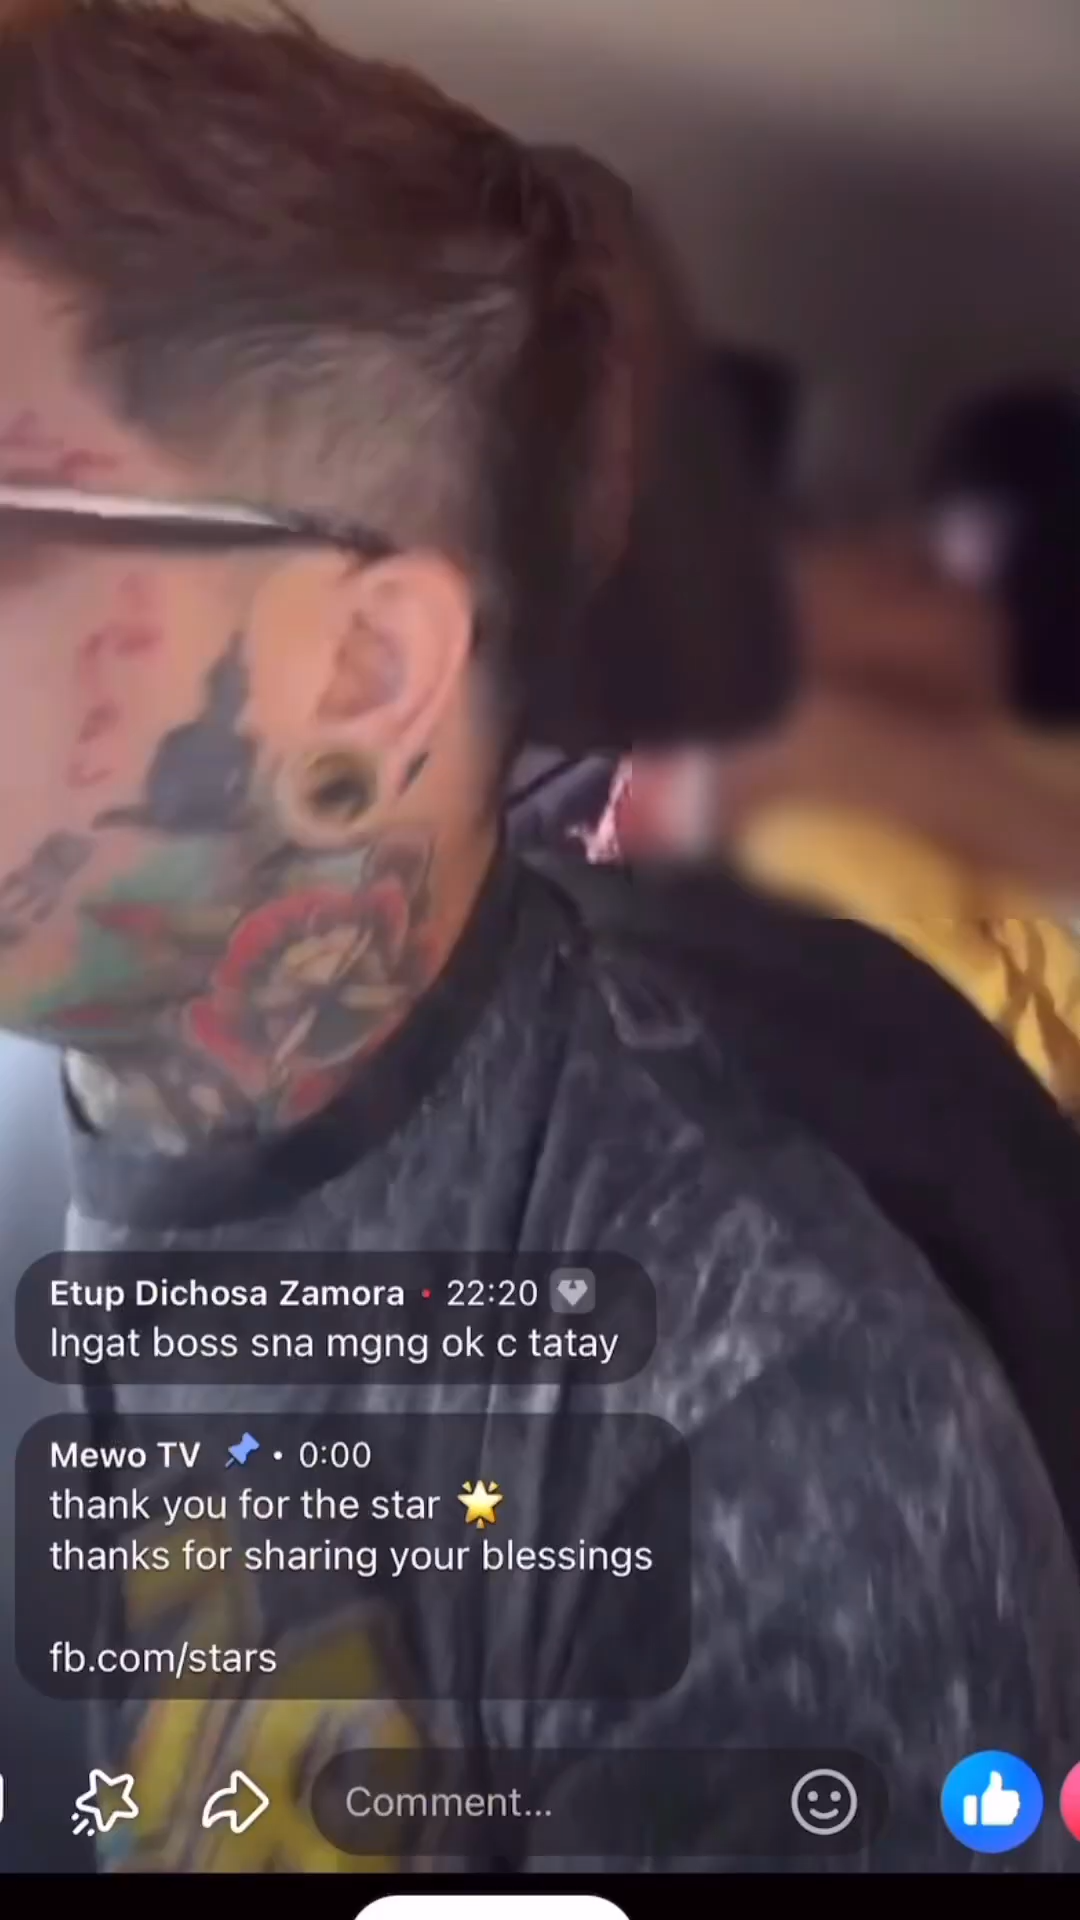 Etup Dichosa Zamora • 22:20
Ingat boss sna mgng ok c tatay
Mewo TV 📌 • 0:00
thank you for the star 🌟
thanks for sharing your blessings
fb.com/stars
Comment...